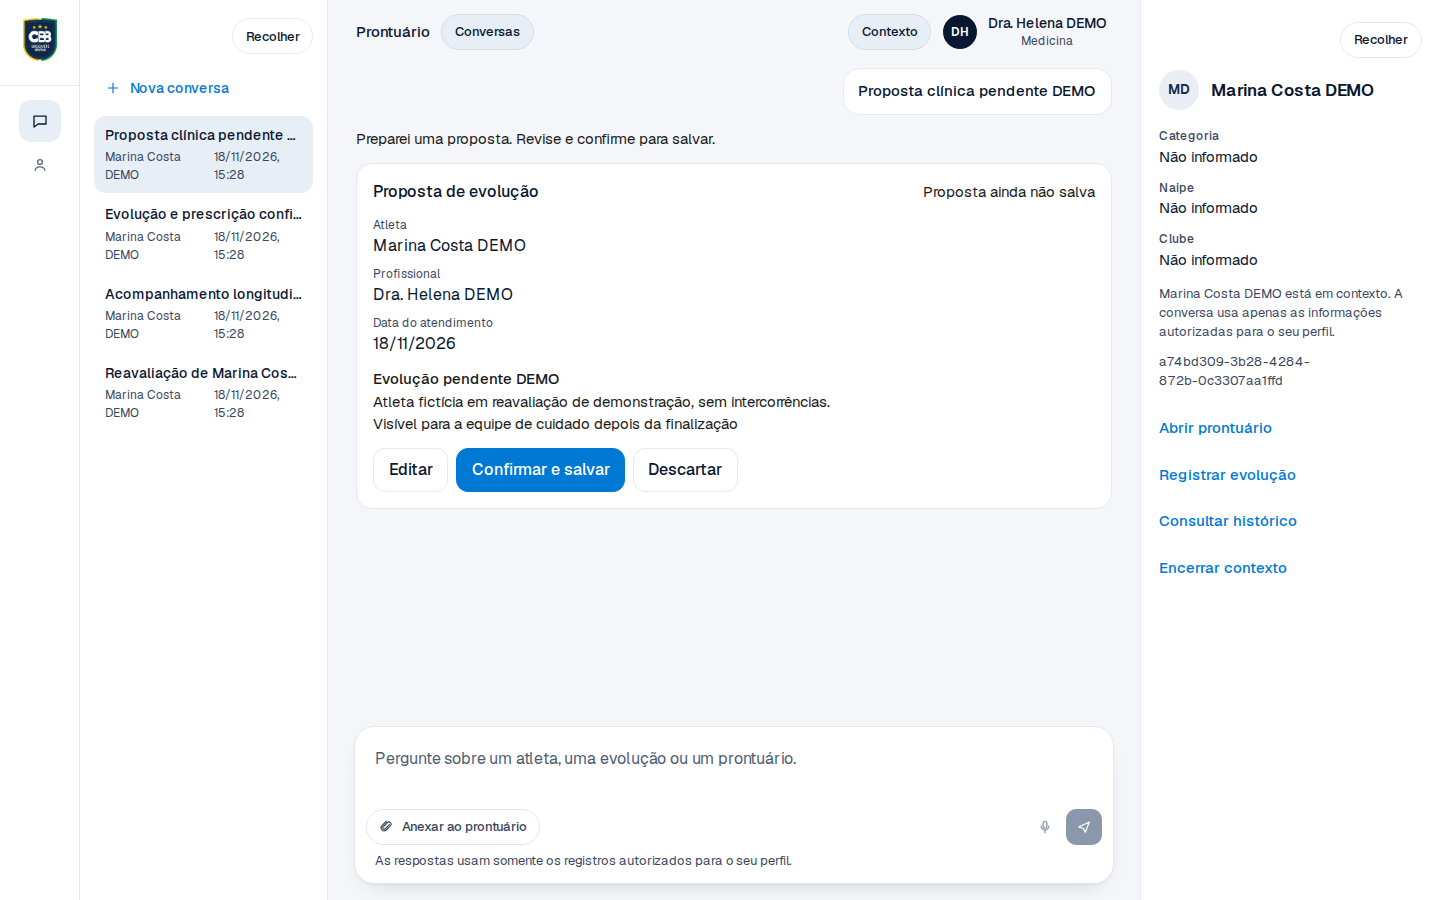 CBB
Recolher
Nova conversa
Proposta clínica pendente ...
Marina Costa DEMO
18/11/2026, 15:28
Evolução e prescrição confi...
Marina Costa DEMO
18/11/2026, 15:28
Acompanhamento longitudi...
Marina Costa DEMO
18/11/2026, 15:28
Reavaliação de Marina Cos...
Marina Costa DEMO
18/11/2026, 15:28
Prontuário
Conversas
Contexto
DH
Dra. Helena DEMO
Medicina
Proposta clínica pendente DEMO
Preparei uma proposta. Revise e confirme para salvar.
Proposta de evolução
Proposta ainda não salva
Atleta
Marina Costa DEMO
Profissional
Dra. Helena DEMO
Data do atendimento
18/11/2026
Evolução pendente DEMO
Atleta fictícia em reavaliação de demonstração, sem intercorrências.
Visível para a equipe de cuidado depois da finalização
Editar
Confirmar e salvar
Descartar
Pergunte sobre um atleta, uma evolução ou um prontuário.
Anexar ao prontuário
As respostas usam somente os registros autorizados para o seu perfil.
Recolher
MD
Marina Costa DEMO
Categoria
Não informado
Naipe
Não informado
Clube
Não informado
Marina Costa DEMO está em contexto. A
conversa usa apenas as informações
autorizadas para o seu perfil.
a74bd309-3b28-4284-
872b-0c3307aa1ffd
Abrir prontuário
Registrar evolução
Consultar histórico
Encerrar contexto